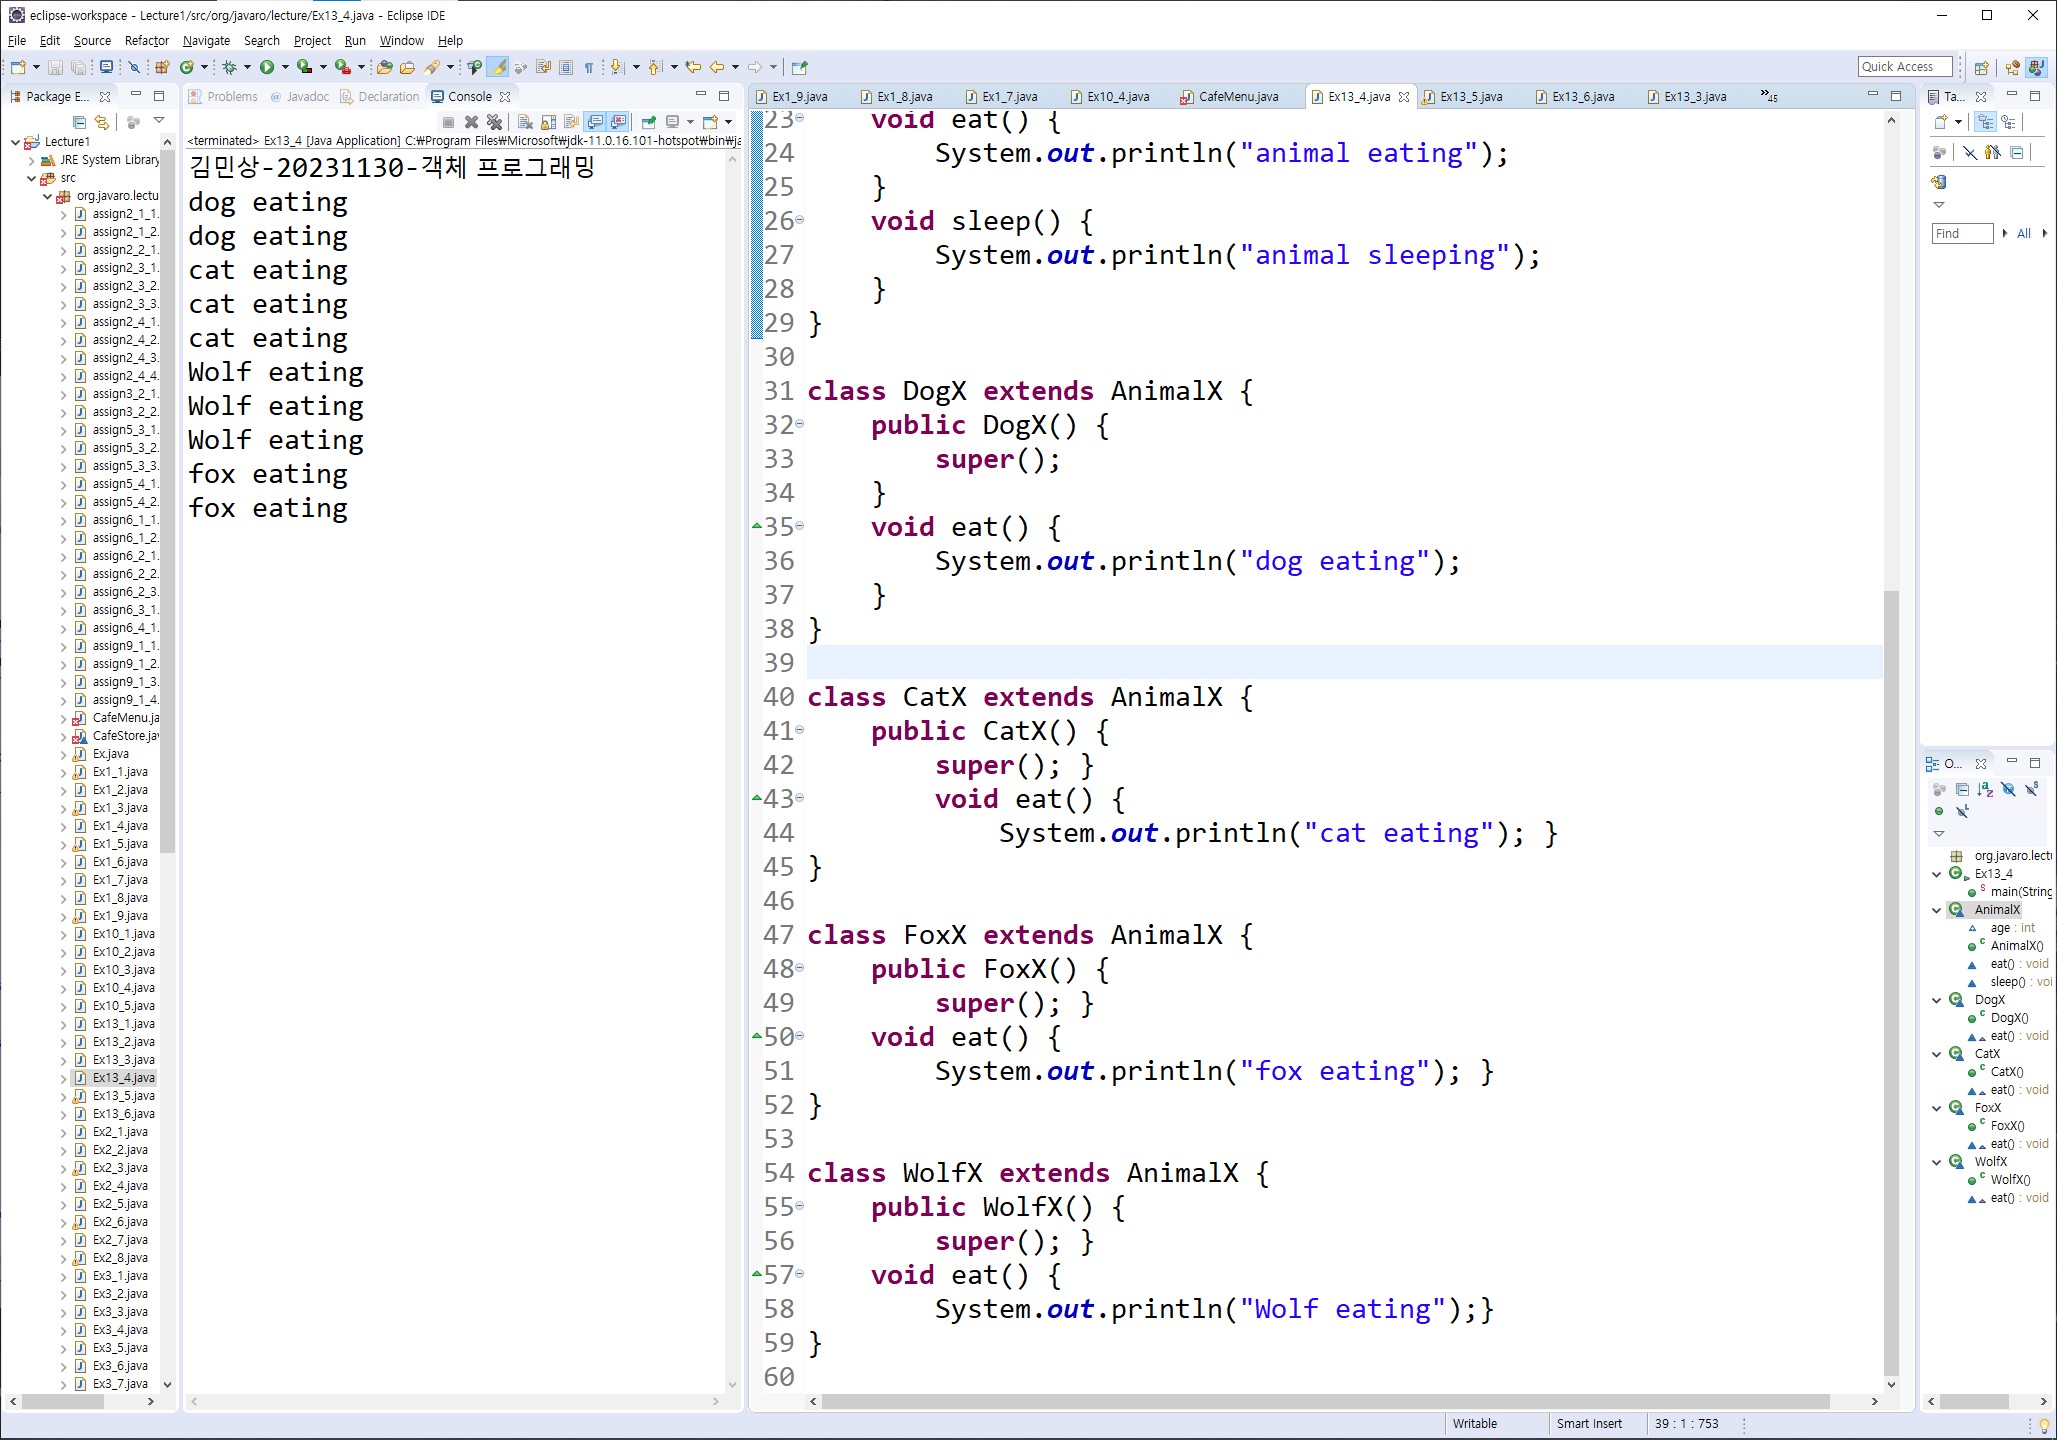 eclipse-workspace - Lecture1/src/org/javaro/lecture/Ex13_4.java - Eclipse IDE
File Edit Source Refactor Navigate Search Project Run Window Help
Quick Access
Package E...
Lecture1
JRE System Library
src
org.javaro.lectu
assign2_1_1.
assign2_1_2.
assign2_2_1.
assign2_3_1.
assign2_3_2.
assign2_3_3.
assign2_4_1.
assign2_4_2.
assign2_4_3.
assign2_4_4.
assign3_2_1.
assign3_2_2.
assign5_3_1.
assign5_3_2.
assign5_3_3.
assign5_4_1.
assign5_4_2.
assign6_1_1.
assign6_1_2.
assign6_2_1.
assign6_2_2.
assign6_2_3.
assign6_3_1.
assign6_4_1.
assign9_1_1.
assign9_1_2.
assign9_1_3.
assign9_1_4.
CafeMenu.ja
CafeStore.jav
Ex.java
Ex1_1.java
Ex1_2.java
Ex1_3.java
Ex1_4.java
Ex1_5.java
Ex1_6.java
Ex1_7.java
Ex1_8.java
Ex1_9.java
Ex10_1.java
Ex10_2.java
Ex10_3.java
Ex10_4.java
Ex10_5.java
Ex13_1.java
Ex13_2.java
Ex13_3.java
Ex13_4.java
Ex13_5.java
Ex13_6.java
Ex2_1.java
Ex2_2.java
Ex2_3.java
Ex2_4.java
Ex2_5.java
Ex2_6.java
Ex2_7.java
Ex2_8.java
Ex3_1.java
Ex3_2.java
Ex3_3.java
Ex3_4.java
Ex3_5.java
Ex3_6.java
Ex3_7.java
Problems @ Javadoc Declaration Console
<terminated> Ex13_4 [Java Application] C:₩Program Files₩Microsoft₩jdk-11.0.16.101-hotspot₩bin₩ja
김민상-20231130-객체 프로그래밍
dog eating
dog eating
cat eating
cat eating
cat eating
Wolf eating
Wolf eating
Wolf eating
fox eating
fox eating
Ex1_9.java Ex1_8.java Ex1_7.java Ex10_4.java CafeMenu.java Ex13_4.java Ex13_5.java Ex13_6.java Ex13_3.java »45
23 void eat() {
24 System.out.println("animal eating");
25 }
26 void sleep() {
27 System.out.println("animal sleeping");
28 }
29 }
30
31 class DogX extends AnimalX {
32 public DogX() {
33 super();
34 }
35 void eat() {
36 System.out.println("dog eating");
37 }
38 }
39
40 class CatX extends AnimalX {
41 public CatX() {
42 super(); }
43 void eat() {
44 System.out.println("cat eating"); }
45 }
46
47 class FoxX extends AnimalX {
48 public FoxX() {
49 super(); }
50 void eat() {
51 System.out.println("fox eating"); }
52 }
53
54 class WolfX extends AnimalX {
55 public WolfX() {
56 super(); }
57 void eat() {
58 System.out.println("Wolf eating");}
59 }
60
Ta...
Find All
O...
org.javaro.lect
Ex13_4
main(String
AnimalX
age : int
AnimalX()
eat() : void
sleep() : voi
DogX
DogX()
eat() : void
CatX
CatX()
eat() : void
FoxX
FoxX()
eat() : void
WolfX
WolfX()
eat() : void
Writable Smart Insert 39 : 1 : 753